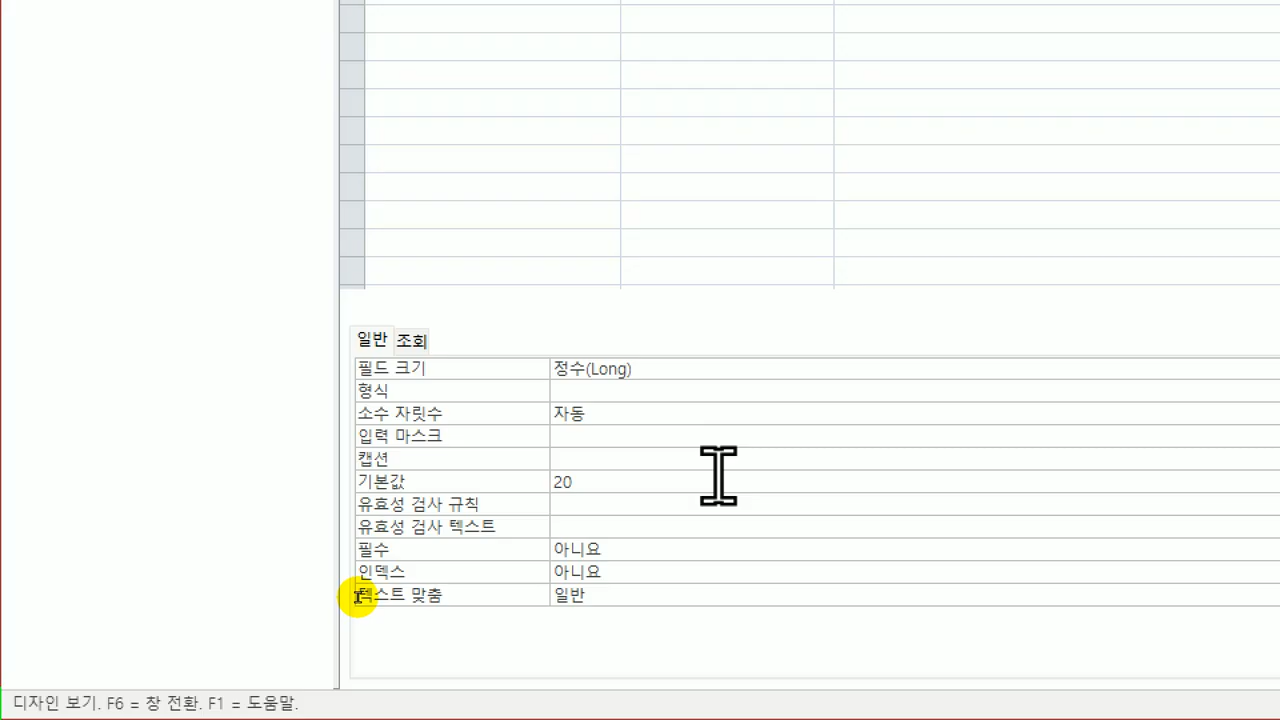 일반 조회
필드 크기 정수(Long)
형식
소수 자릿수 자동
입력 마스크
캡션
기본값 20
유효성 검사 규칙
유효성 검사 텍스트
필수 아니요
인덱스 아니요
텍스트 맞춤 일반
디자인 보기. F6 = 창 전환. F1 = 도움말.